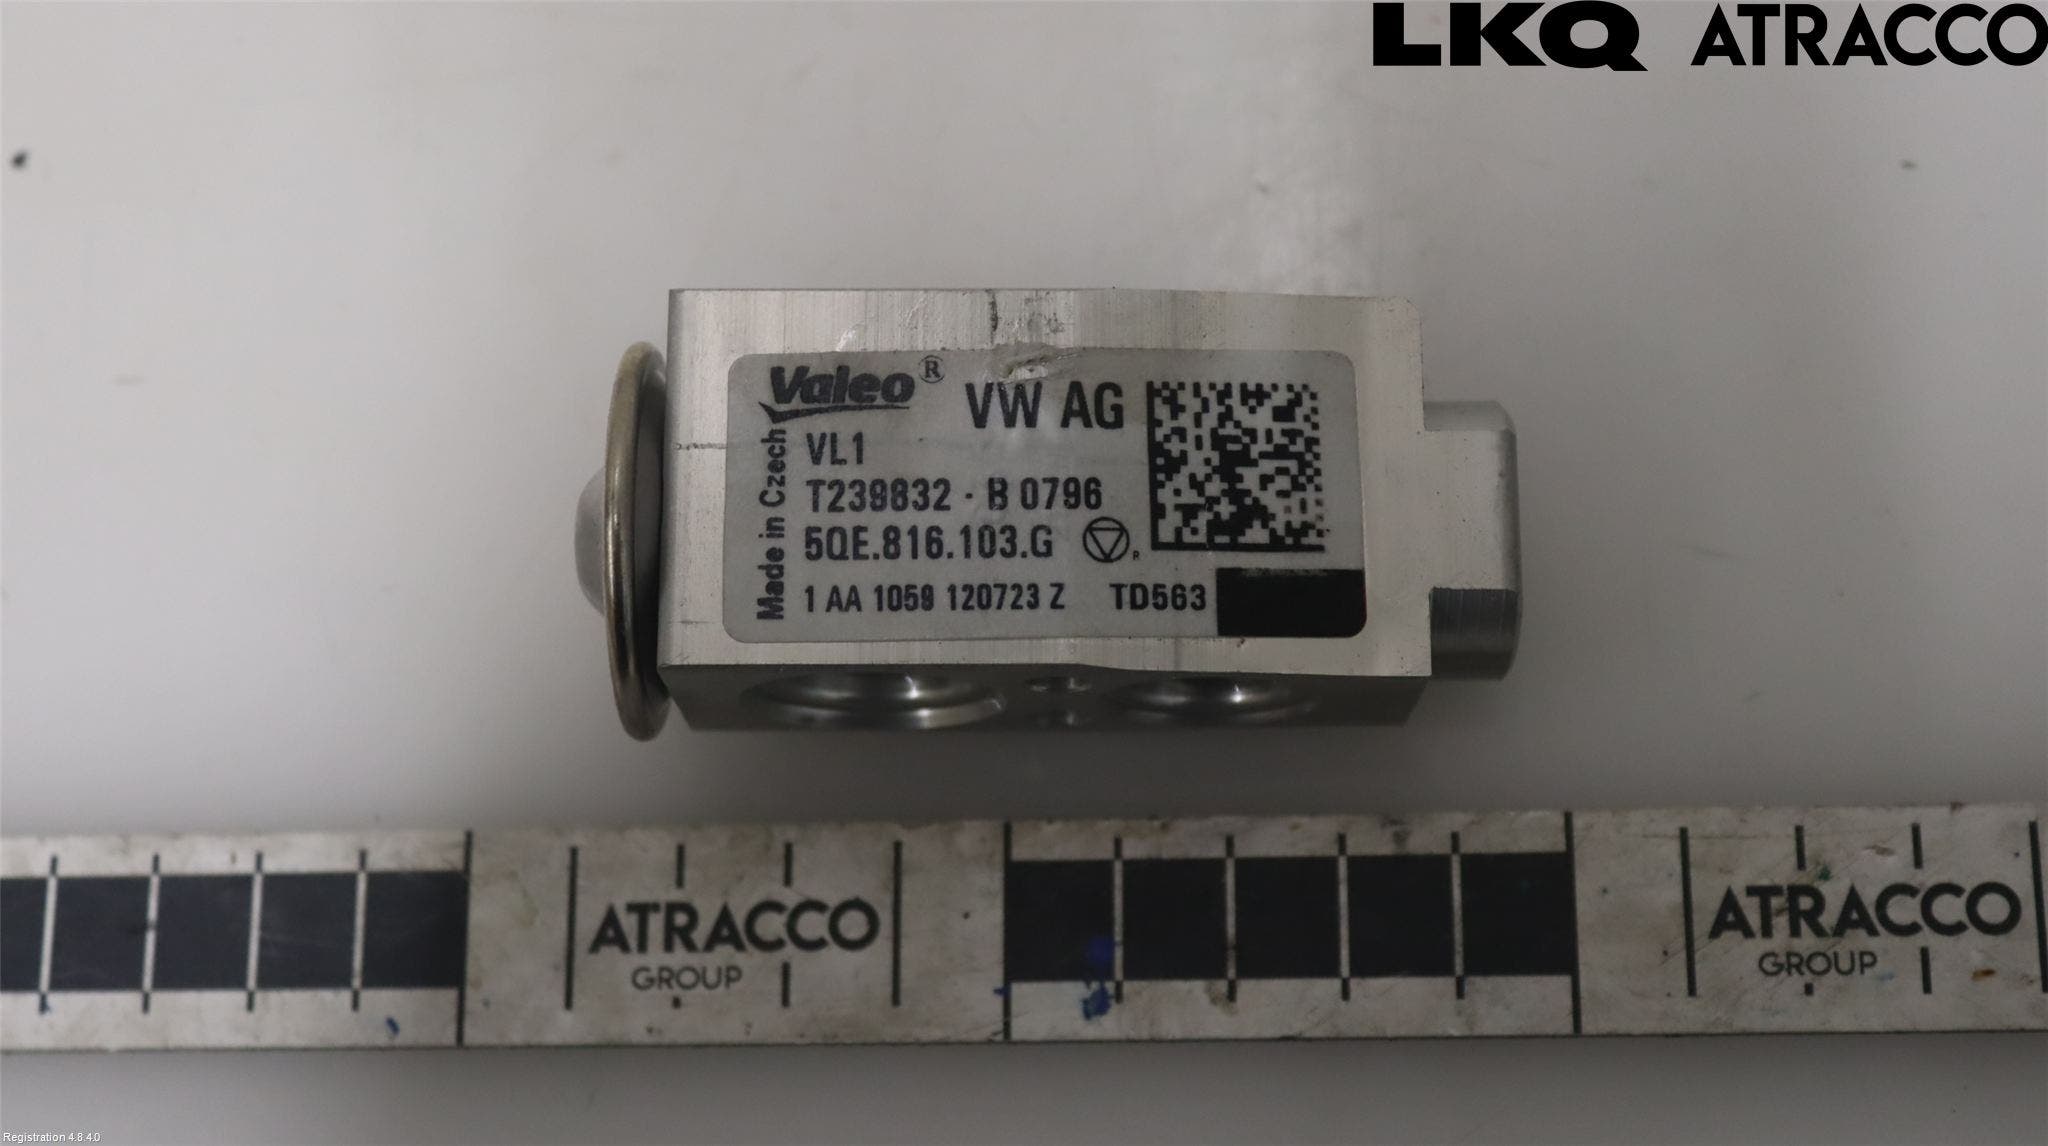 LKQ ATRACCO
Valeo® VW AG
Made in Czech
VL1
T239832 - B 0796
5QE.816.103.G
R
1 AA 1059 120723 Z TD563
ATRACCO
GROUP
ATRACCO
GROUP
Registration 4.8.4.0